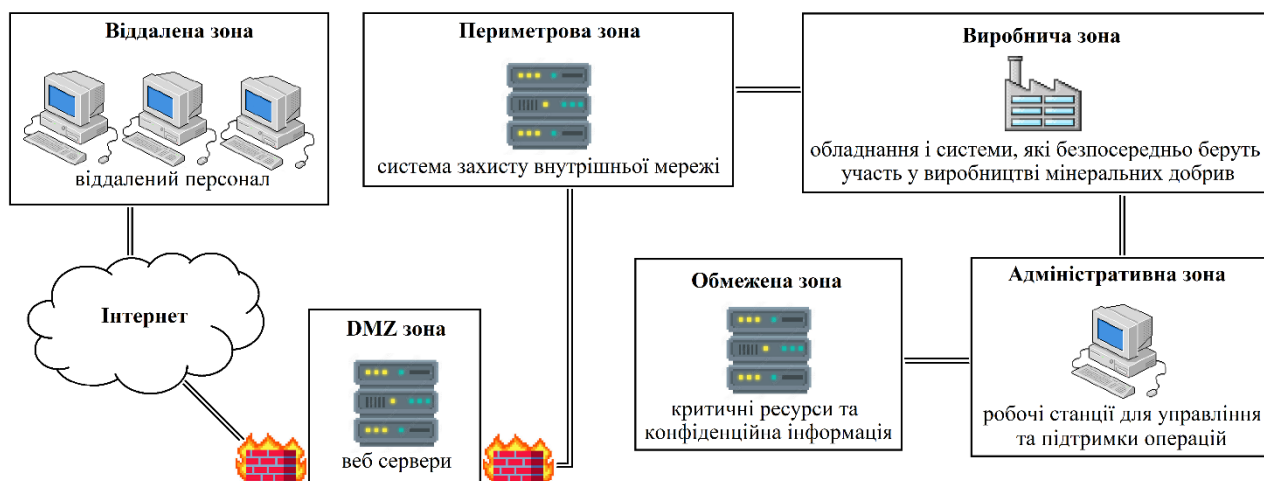 Віддалена зона
віддалений персонал
Периметрова зона
система захисту внутрішньої мережі
Виробнича зона
обладнання і системи, які безпосередньо беруть
участь у виробництві мінеральних добрив
Інтернет
DMZ зона
веб сервери
Обмежена зона
критичні ресурси та
конфіденційна інформація
Адміністративна зона
робочі станції для управління
та підтримки операцій